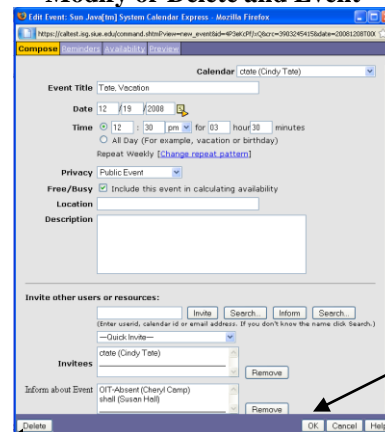 Modify or Delete and Event
Edit Event: Sun Java[tm] System Calendar Express - Mozilla Firefox
Compose Reminders Availability Preview
Calendar ctate (Cindy Tate)
Event Title Tate, Vacation
Date 12 /19 /2008
Time 12 : 30 pm for 03 hour 30 minutes
All Day (For example, vacation or birthday)
Repeat Weekly [Change repeat pattern]
Privacy Public Event
Free/Busy Include this event in calculating availability
Location
Description
Invite other users or resources:
Invite Search... Inform Search...
(Enter userid, calendar id or email address. If you don't know the name click Search.)
—Quick Invite—
ctate (Cindy Tate)
Invitees
Remove
Inform about Event OIT-Absent (Cheryl Camp)
shall (Susan Hall)
Remove
Delete OK Cancel Help